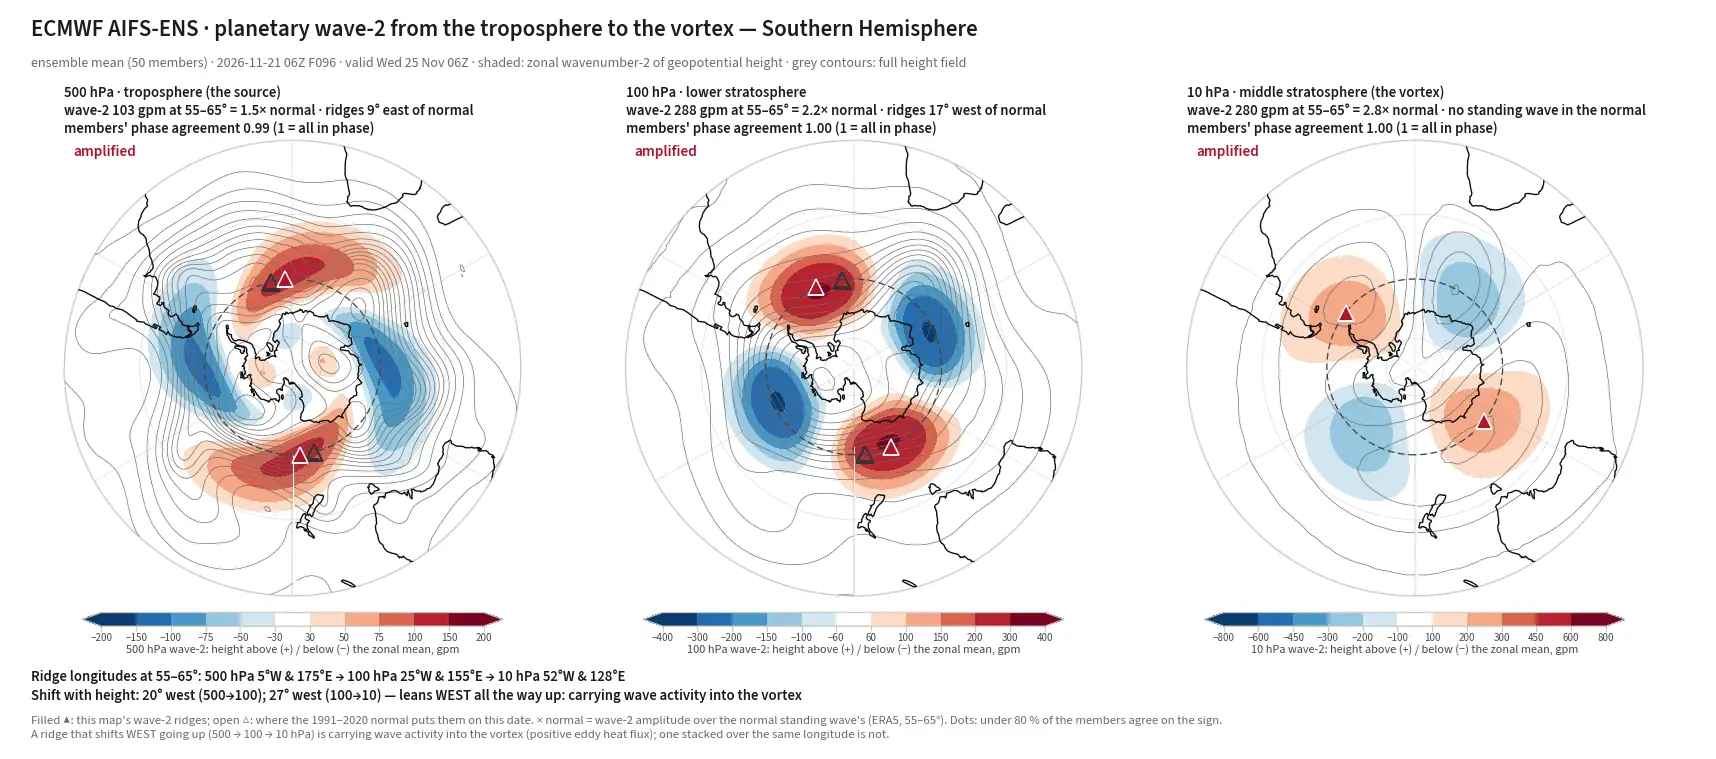 ECMWF AIFS-ENS · planetary wave-2 from the troposphere to the vortex — Southern Hemisphere
ensemble mean (50 members) · 2026-11-21 06Z F096 · valid Wed 25 Nov 06Z · shaded: zonal wavenumber-2 of geopotential height · grey contours: full height field
500 hPa · troposphere (the source)
wave-2 103 gpm at 55–65° = 1.5× normal · ridges 9° east of normal
members' phase agreement 0.99 (1 = all in phase)
amplified
100 hPa · lower stratosphere
wave-2 288 gpm at 55–65° = 2.2× normal · ridges 17° west of normal
members' phase agreement 1.00 (1 = all in phase)
amplified
10 hPa · middle stratosphere (the vortex)
wave-2 280 gpm at 55–65° = 2.8× normal · no standing wave in the normal
members' phase agreement 1.00 (1 = all in phase)
amplified
−200 −150 −100 −75 −50 −30 30 50 75 100 150 200
500 hPa wave-2: height above (+) / below (−) the zonal mean, gpm
−400 −300 −200 −150 −100 −60 60 100 150 200 300 400
100 hPa wave-2: height above (+) / below (−) the zonal mean, gpm
−800 −600 −450 −300 −200 −100 100 200 300 450 600 800
10 hPa wave-2: height above (+) / below (−) the zonal mean, gpm
Ridge longitudes at 55–65°: 500 hPa 5°W & 175°E → 100 hPa 25°W & 155°E → 10 hPa 52°W & 128°E
Shift with height: 20° west (500→100); 27° west (100→10) — leans WEST all the way up: carrying wave activity into the vortex
Filled ▲: this map's wave-2 ridges; open △: where the 1991–2020 normal puts them on this date. × normal = wave-2 amplitude over the normal standing wave's (ERA5, 55–65°). Dots: under 80 % of the members agree on the sign.
A ridge that shifts WEST going up (500 → 100 → 10 hPa) is carrying wave activity into the vortex (positive eddy heat flux); one stacked over the same longitude is not.